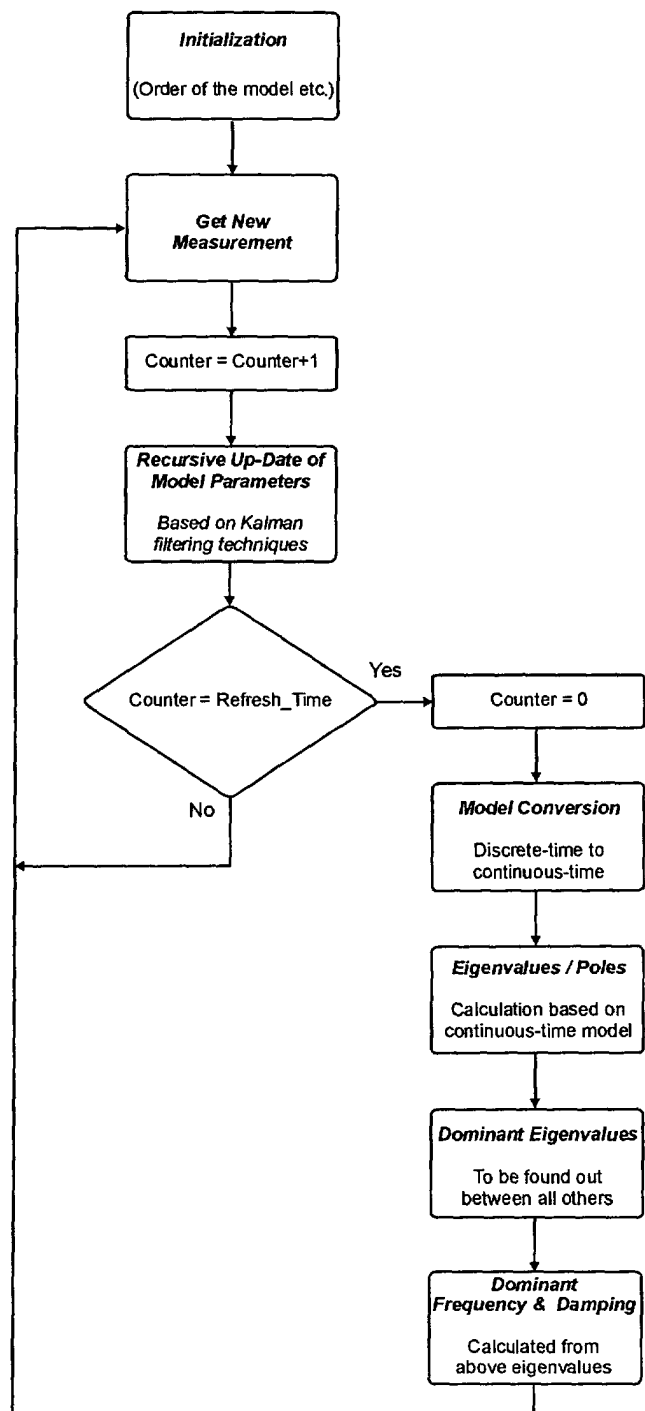 Initialization
(Order of the model etc.)
Get New
Measurement
Counter = Counter+1
Recursive Up-Date of
Model Parameters
Based on Kalman
filtering techniques
Counter = Refresh_Time
Yes
No
Counter = 0
Model Conversion
Discrete-time to
continuous-time
Eigenvalues / Poles
Calculation based on
continuous-time model
Dominant Eigenvalues
To be found out
between all others
Dominant
Frequency & Damping
Calculated from
above eigenvalues